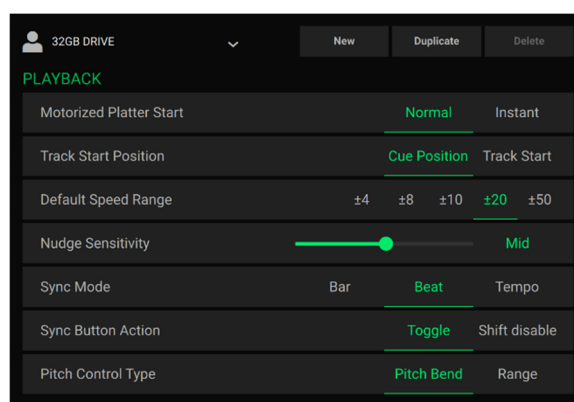 32GB DRIVE New Duplicate Delete
PLAYBACK
Motorized Platter Start Normal Instant
Track Start Position Cue Position Track Start
Default Speed Range ±4 ±8 ±10 ±20 ±50
Nudge Sensitivity Mid
Sync Mode Bar Beat Tempo
Sync Button Action Toggle Shift disable
Pitch Control Type Pitch Bend Range